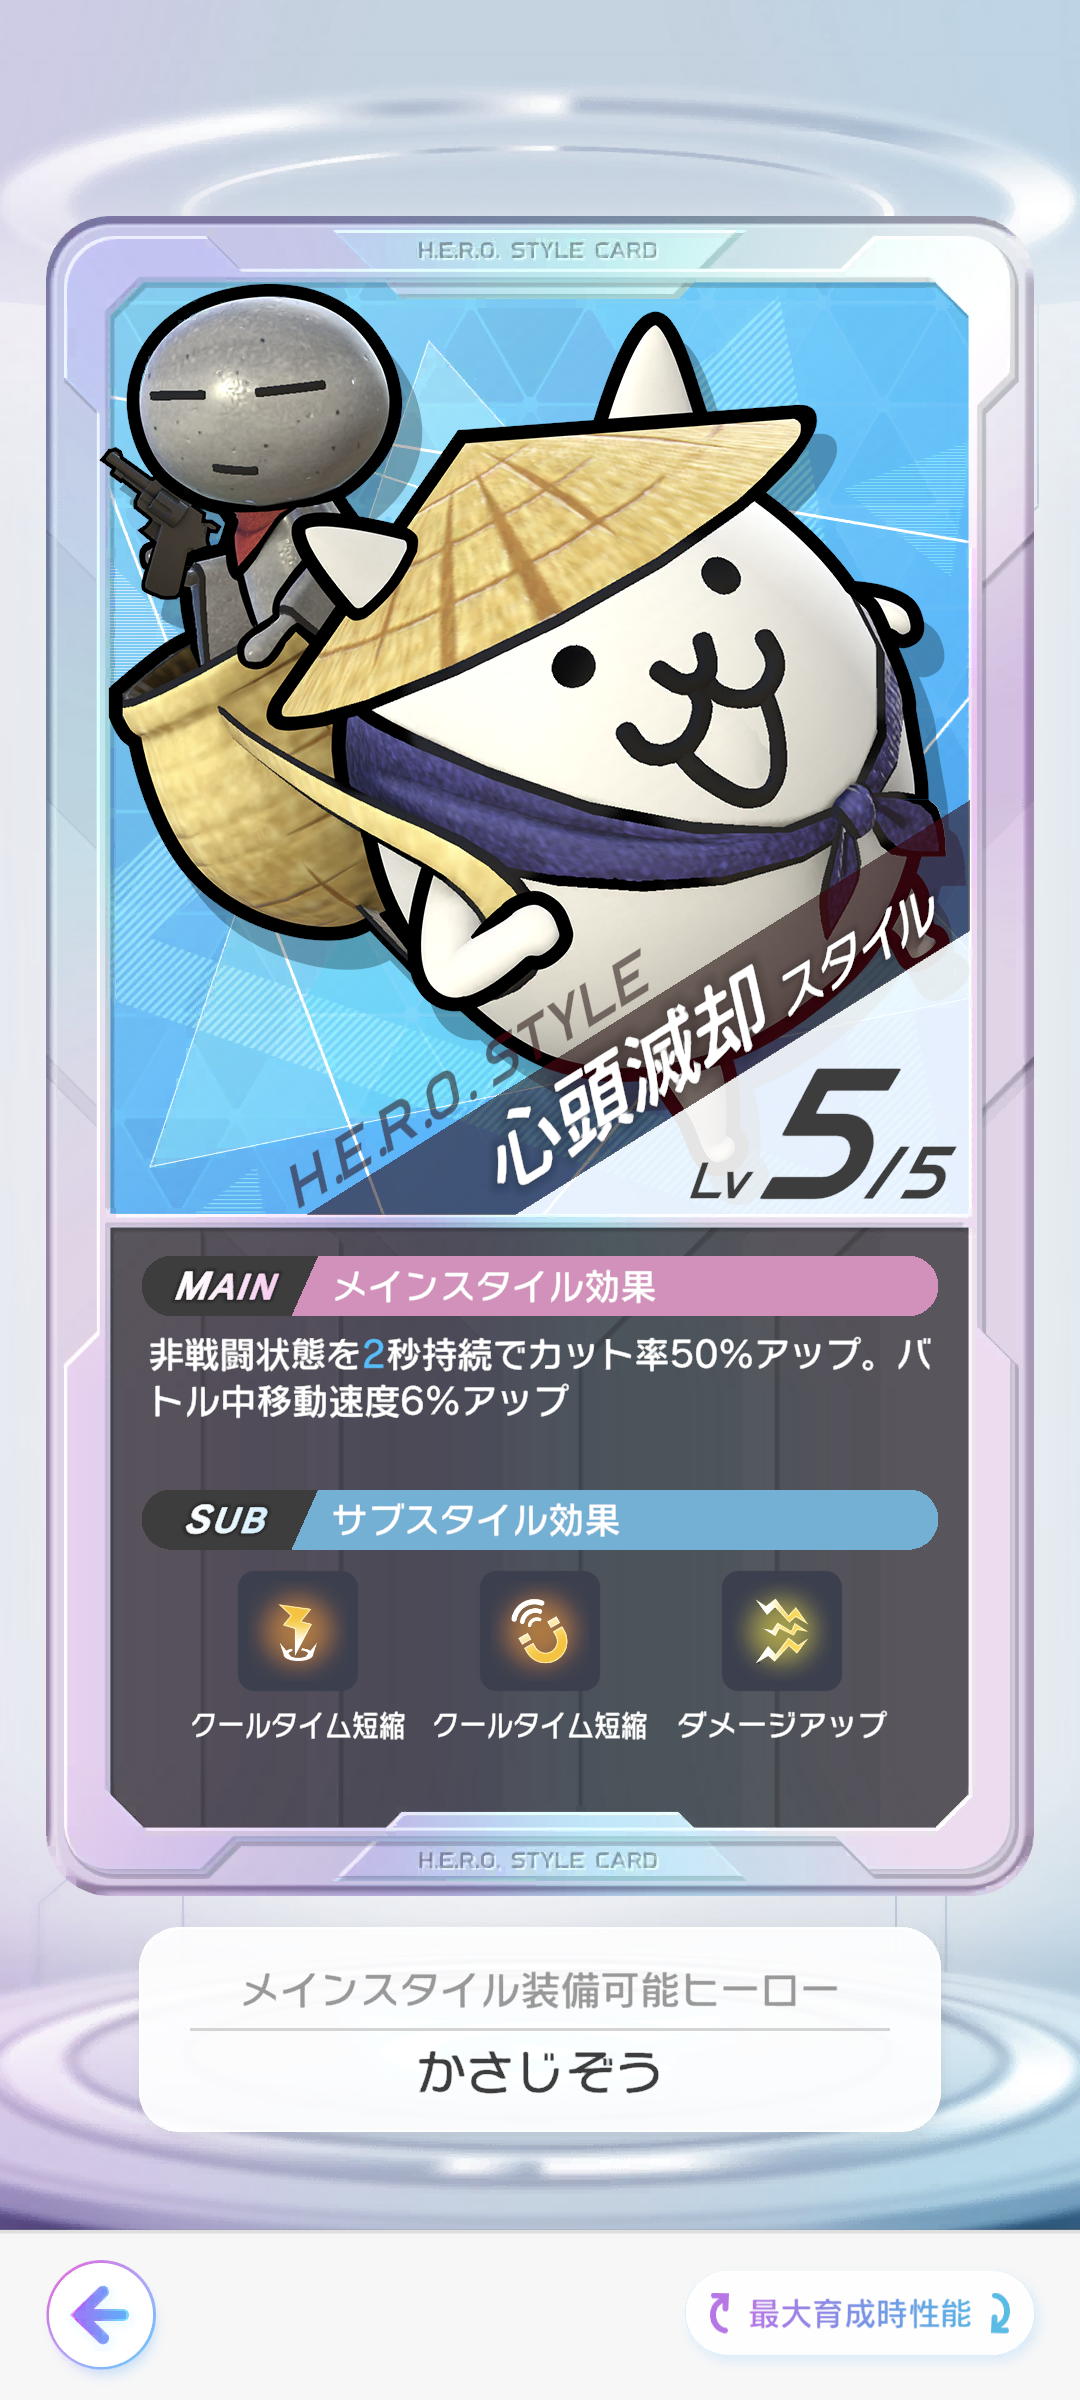 H.E.R.O. STYLE CARD
H.E.R.O. STYLE
心頭滅却 スタイル
Lv 5/5
MAIN メインスタイル効果
非戦闘状態を2秒持続でカット率50%アップ。バ
トル中移動速度6%アップ
SUB サブスタイル効果
クールタイム短縮 クールタイム短縮 ダメージアップ
H.E.R.O. STYLE CARD
メインスタイル装備可能ヒーロー
かさじぞう
最大育成時性能